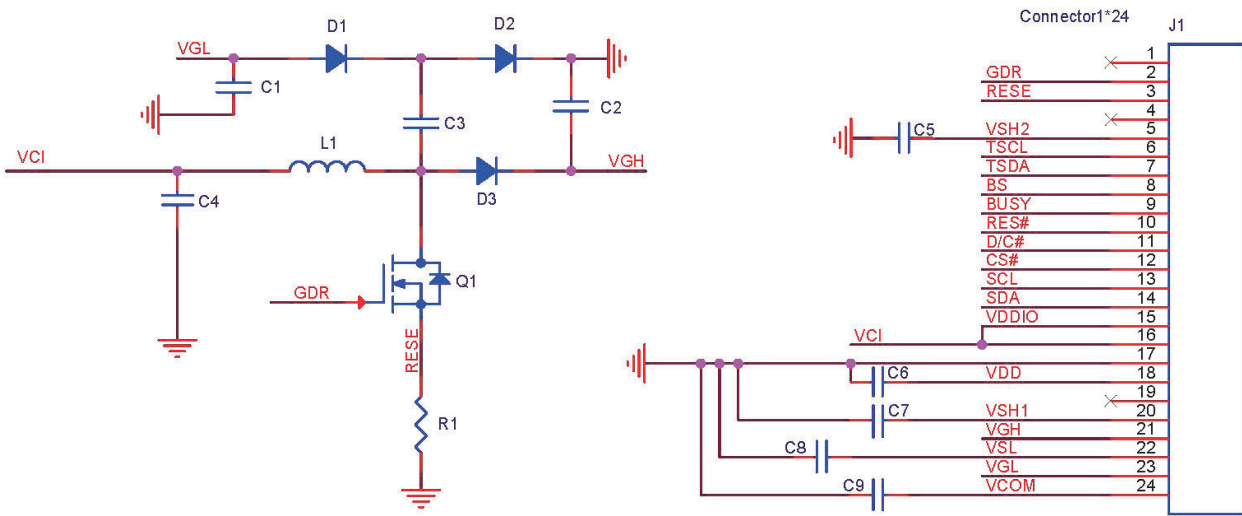 Connector1*24
J1
D1
D2
VGL
C1
C2
C3
VCI
L1
VGH
D3
C4
GDR
Q1
RESE
R1
1
GDR 2
RESE 3
4
C5 VSH2 5
TSCL 6
TSDA 7
BS 8
BUSY 9
RES# 10
D/C# 11
CS# 12
SCL 13
SDA 14
VDDIO 15
VCI 16
17
C6 VDD 18
19
C7 VSH1 20
VGH 21
C8 VSL 22
VGL 23
C9 VCOM 24